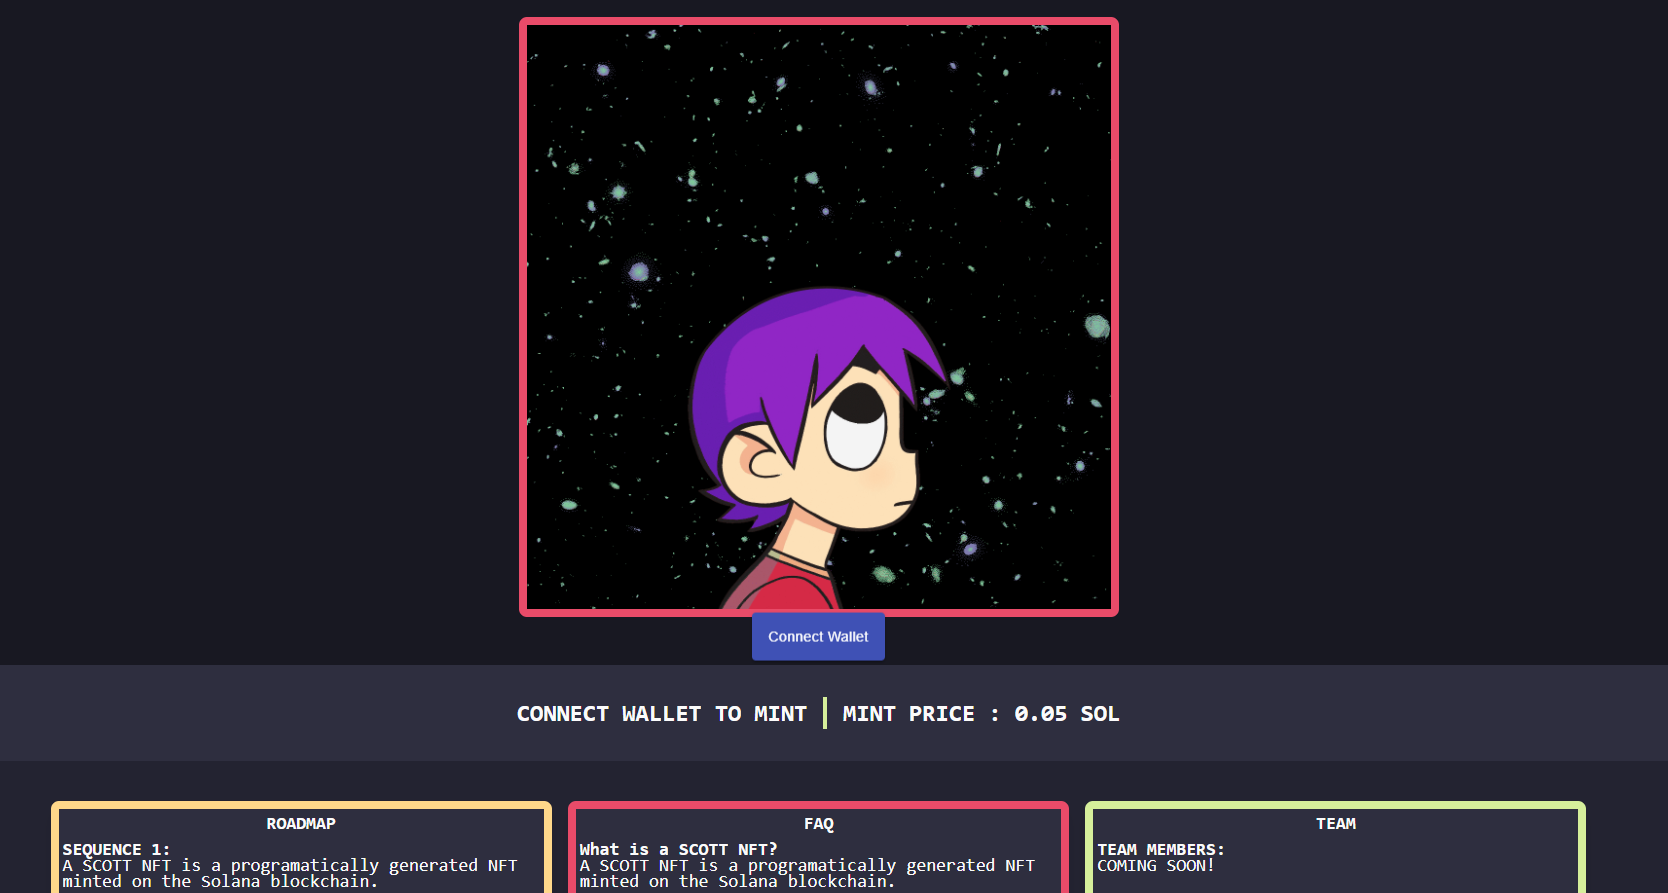 Connect Wallet
CONNECT WALLET TO MINT | MINT PRICE : 0.05 SOL
ROADMAP
SEQUENCE 1:
A SCOTT NFT is a programatically generated NFT
minted on the Solana blockchain.
FAQ
What is a SCOTT NFT?
A SCOTT NFT is a programatically generated NFT
minted on the Solana blockchain.
TEAM
TEAM MEMBERS:
COMING SOON!